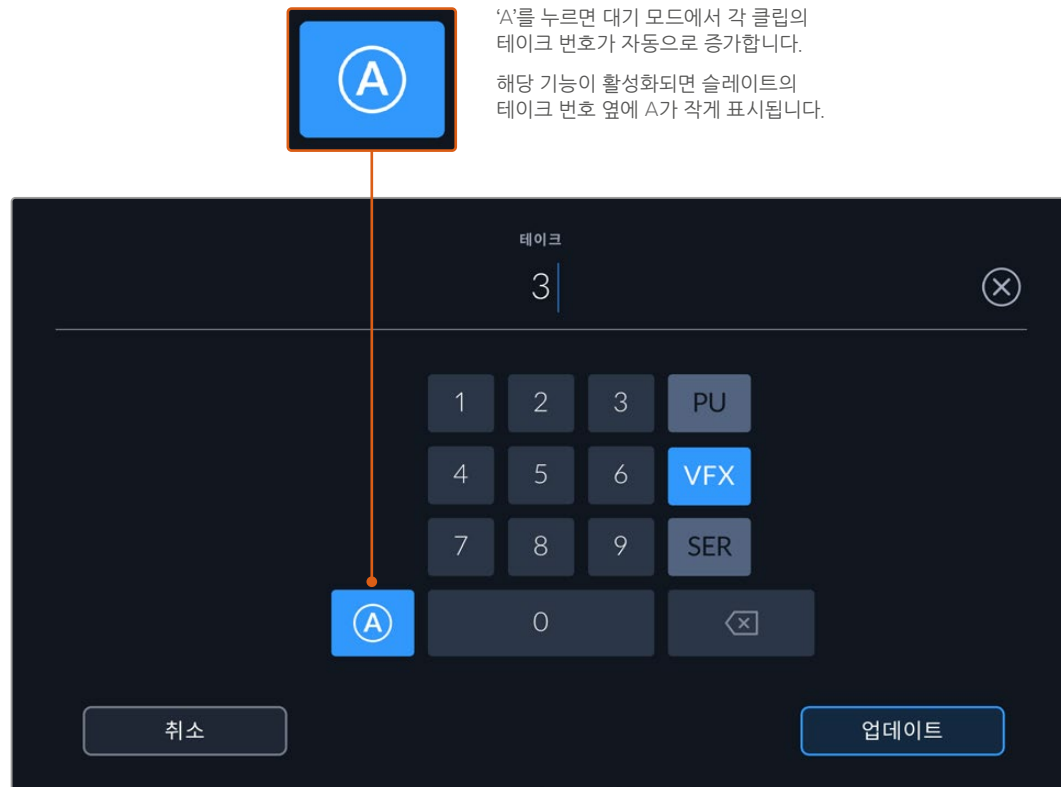 A
‘A’를 누르면 대기 모드에서 각 클립의
테이크 번호가 자동으로 증가합니다.
해당 기능이 활성화되면 슬레이트의
테이크 번호 옆에 A가 작게 표시됩니다.
테이크
3
1 2 3 PU
4 5 6 VFX
7 8 9 SER
A 0
취소 업데이트